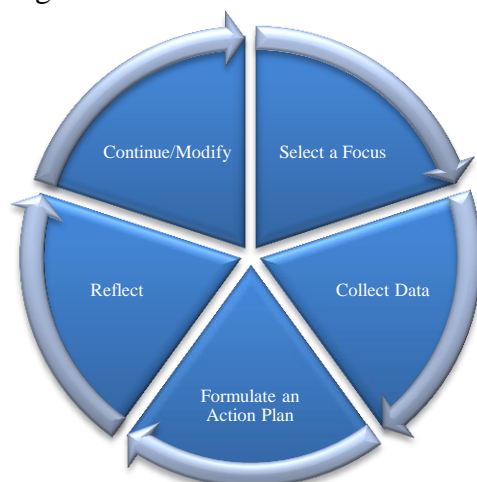 Continue/Modify
Select a Focus
Reflect
Collect Data
Formulate an
Action Plan